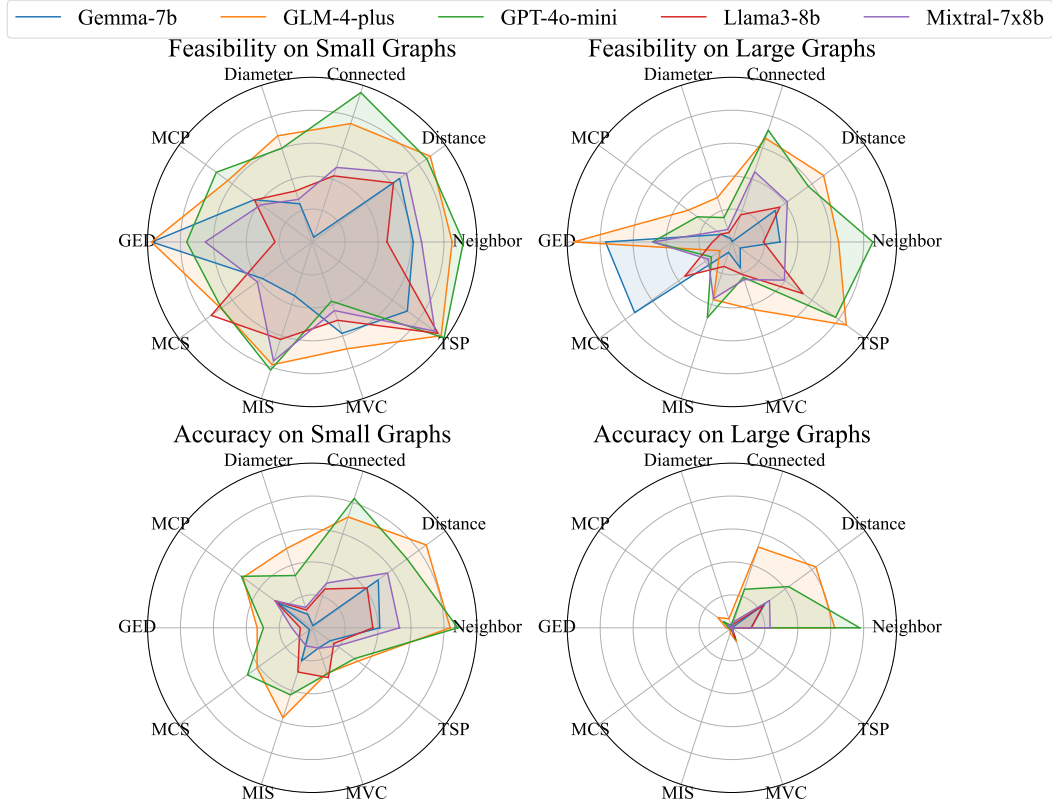 Gemma-7b GLM-4-plus GPT-4o-mini Llama3-8b Mixtral-7x8b
Feasibility on Small Graphs Feasibility on Large Graphs
Diameter Connected Diameter Connected
MCP Distance MCP Distance
GED Neighbor GED Neighbor
MCS TSP MCS TSP
MIS MVC MIS MVC
Accuracy on Small Graphs Accuracy on Large Graphs
Diameter Connected Diameter Connected
MCP Distance MCP Distance
GED Neighbor GED Neighbor
MCS TSP MCS TSP
MIS MVC MIS MVC